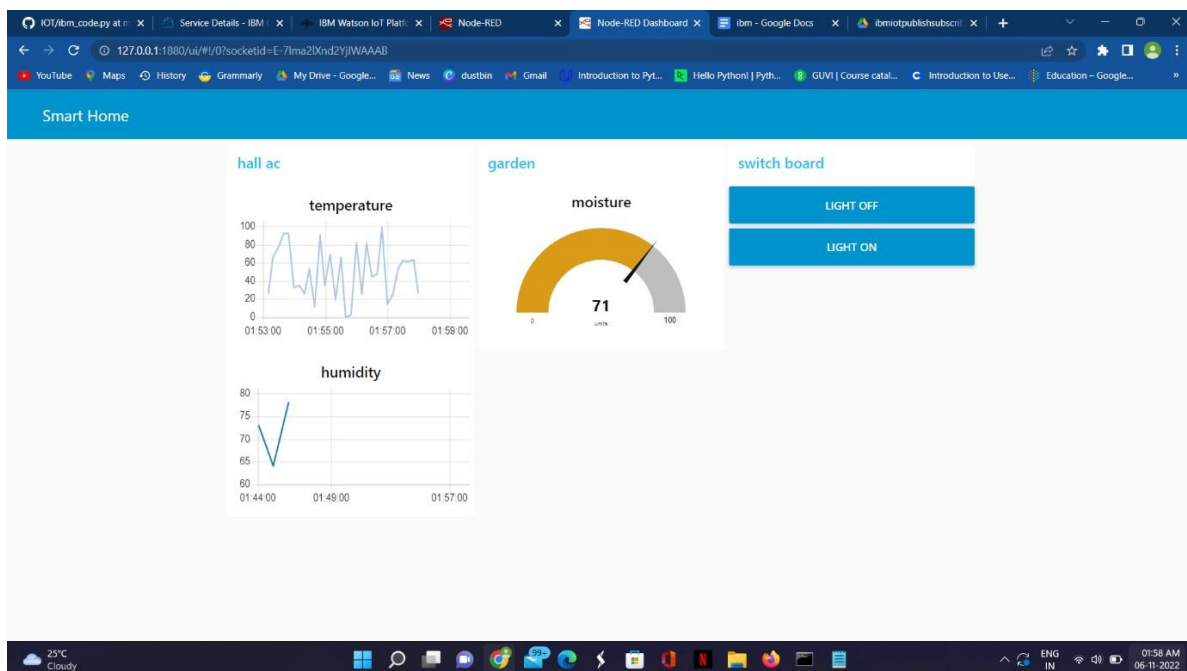 IOT/ibm_code.py at m
Service Details - IBM
IBM Watson IoT Platf
Node-RED
Node-RED Dashboard
ibm - Google Docs
ibmiotpublishsubscri
127.0.0.1:1880/ui/#!/0?socketid=E-7lma2lXnd2YjlWAAAB
YouTube
Maps
History
Grammarly
My Drive - Google...
News
dustbin
Gmail
Introduction to Pyt...
Hello Python! | Pyth...
GUVI | Course catal...
Introduction to Use...
Education – Google...
»
Smart Home
hall ac
temperature
100
80
60
40
20
0
01:53:00 01:55:00 01:57:00 01:59:00
humidity
80
75
70
65
60
01:44:00 01:49:00 01:57:00
garden
moisture
71
units
0 100
switch board
LIGHT OFF
LIGHT ON
25°C
Cloudy
99+
ENG
IN
01:58 AM
06-11-2022